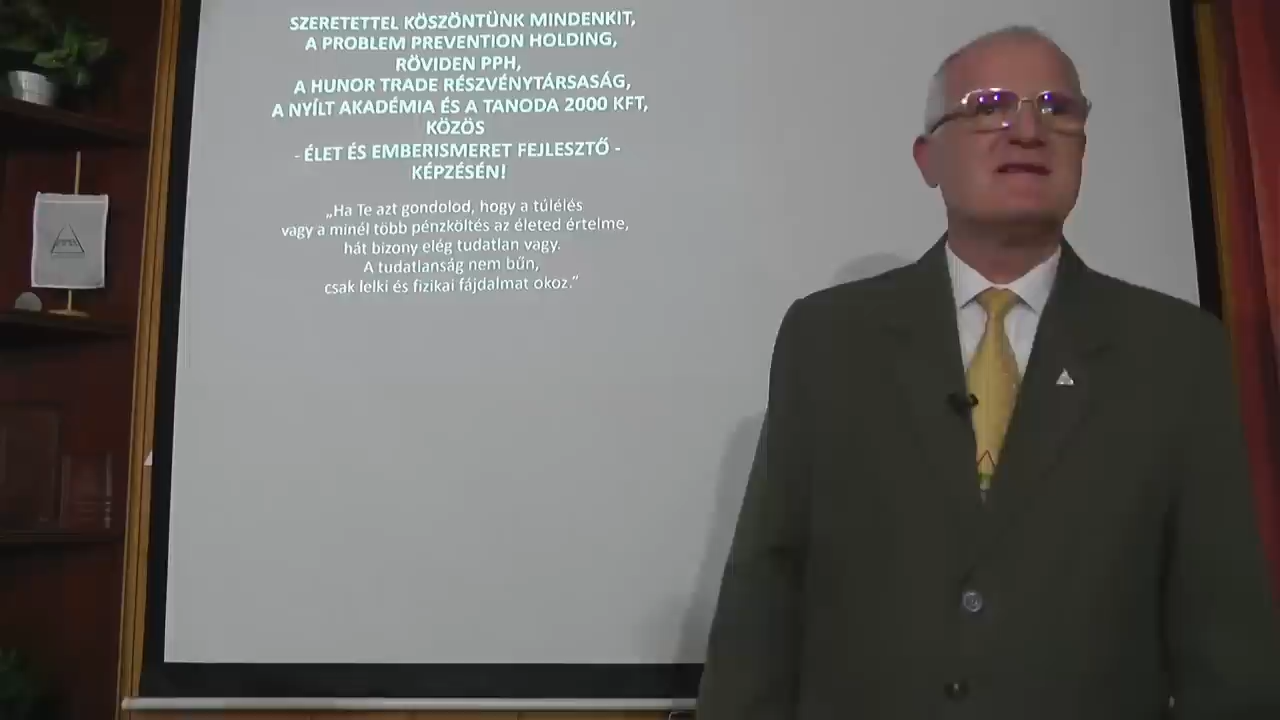 SZERETETTEL KÖSZÖNTÜNK MINDENKIT,
A PROBLEM PREVENTION HOLDING,
RÖVIDEN PPH,
A HUNOR TRADE RÉSZVÉNYTÁRSASÁG,
A NYÍLT AKADÉMIA ÉS A TANODA 2000 KFT,
KÖZÖS
- ÉLET ÉS EMBERISMERET FEJLESZTŐ -
KÉPZÉSÉN!
„Ha Te azt gondolod, hogy a túlélés
vagy a minél több pénzköltés az életed értelme,
hát bizony elég tudatlan vagy.
A tudatlanság nem bűn,
csak lelki és fizikai fájdalmat okoz.”